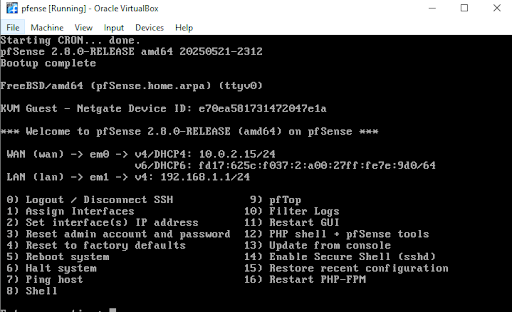 pfense [Running] - Oracle VirtualBox
File Machine View Input Devices Help
Starting CRON... done.
pfSense 2.8.0-RELEASE amd64 20250521-2312
Bootup complete
FreeBSD/amd64 (pfSense.home.arpa) (ttyv0)
KVM Guest - Netgate Device ID: e70ea581731472047e1a
*** Welcome to pfSense 2.8.0-RELEASE (amd64) on pfSense ***
WAN (wan) -> em0 -> v4/DHCP4: 10.0.2.15/24
v6/DHCP6: fd17:625c:f037:2:a00:27ff:fe7e:9d0/64
LAN (lan) -> em1 -> v4: 192.168.1.1/24
0) Logout / Disconnect SSH 9) pfTop
1) Assign Interfaces 10) Filter Logs
2) Set interface(s) IP address 11) Restart GUI
3) Reset admin account and password 12) PHP shell + pfSense tools
4) Reset to factory defaults 13) Update from console
5) Reboot system 14) Enable Secure Shell (sshd)
6) Halt system 15) Restore recent configuration
7) Ping host 16) Restart PHP-FPM
8) Shell